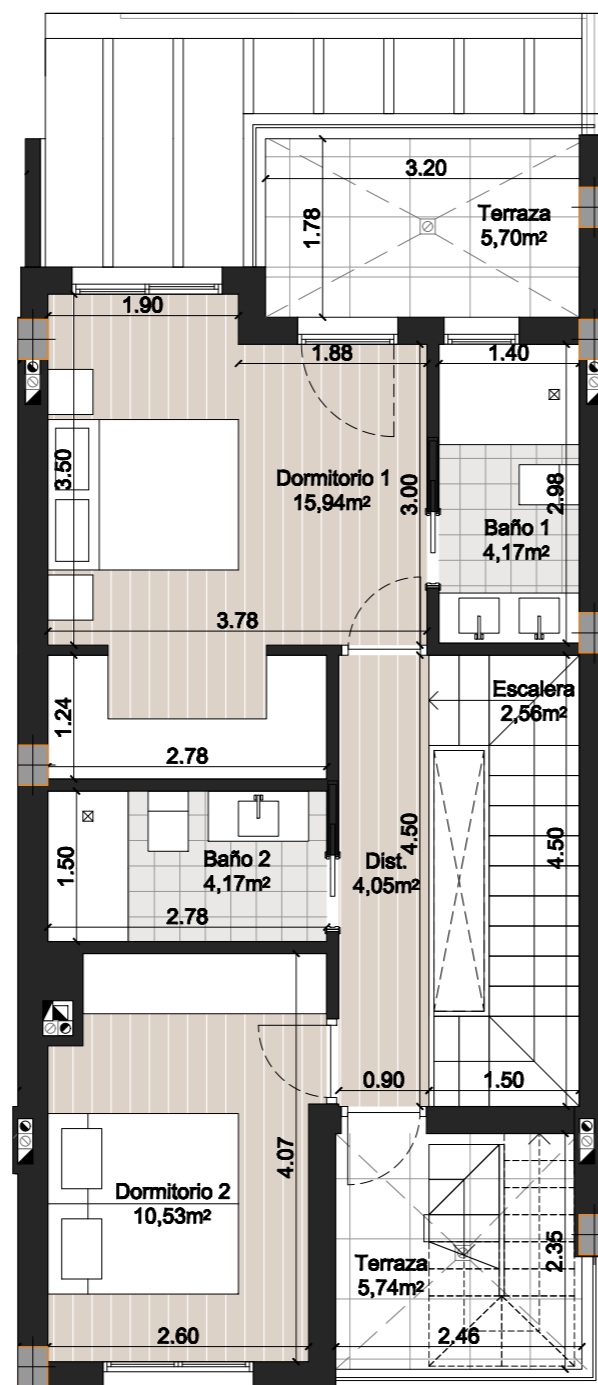 3.20
1.78
Terraza
5,70m²
1.90
1.88
1.40
3.50
Dormitorio 1
15,94m²
3.00
2.98
Baño 1
4,17m²
3.78
Escalera
2,56m²
1.24
2.78
4.50
4.50
1.50
Baño 2
4,17m²
Dist.
4,05m²
2.78
0.90
1.50
4.07
Dormitorio 2
10,53m²
2.35
Terraza
5,74m²
2.60
2.46